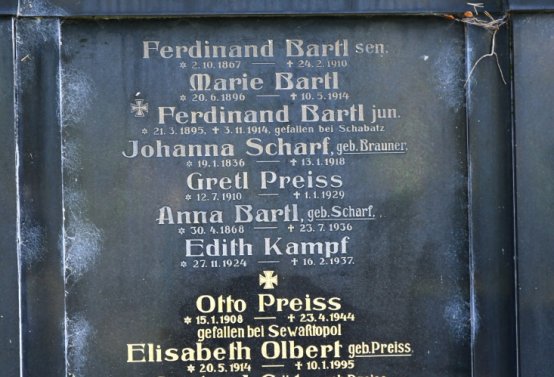 Ferdinand Bartl sen.
* 2.10.1867 — † 24.2.1910
Marie Bartl
* 20.6.1896 — † 10.5.1914
Ferdinand Bartl jun.
* 21.3.1895, † 3.11.1914, gefallen bei Schabatz
Johanna Scharf, geb. Brauner.
* 19.1.1836 — † 13.1.1918
Gretl Preiss
* 12.7.1910 — † 1.1.1929
Anna Bartl, geb. Scharf.
* 30.4.1868 — † 23.7.1936
Edith Kampf
* 27.11.1924 — † 16.2.1937.
Otto Preiss
* 15.1.1908 — † 23.4.1944
gefallen bei Sewastopol
Elisabeth Olbert geb. Preiss
* 20.5.1914 — † 10.1.1995